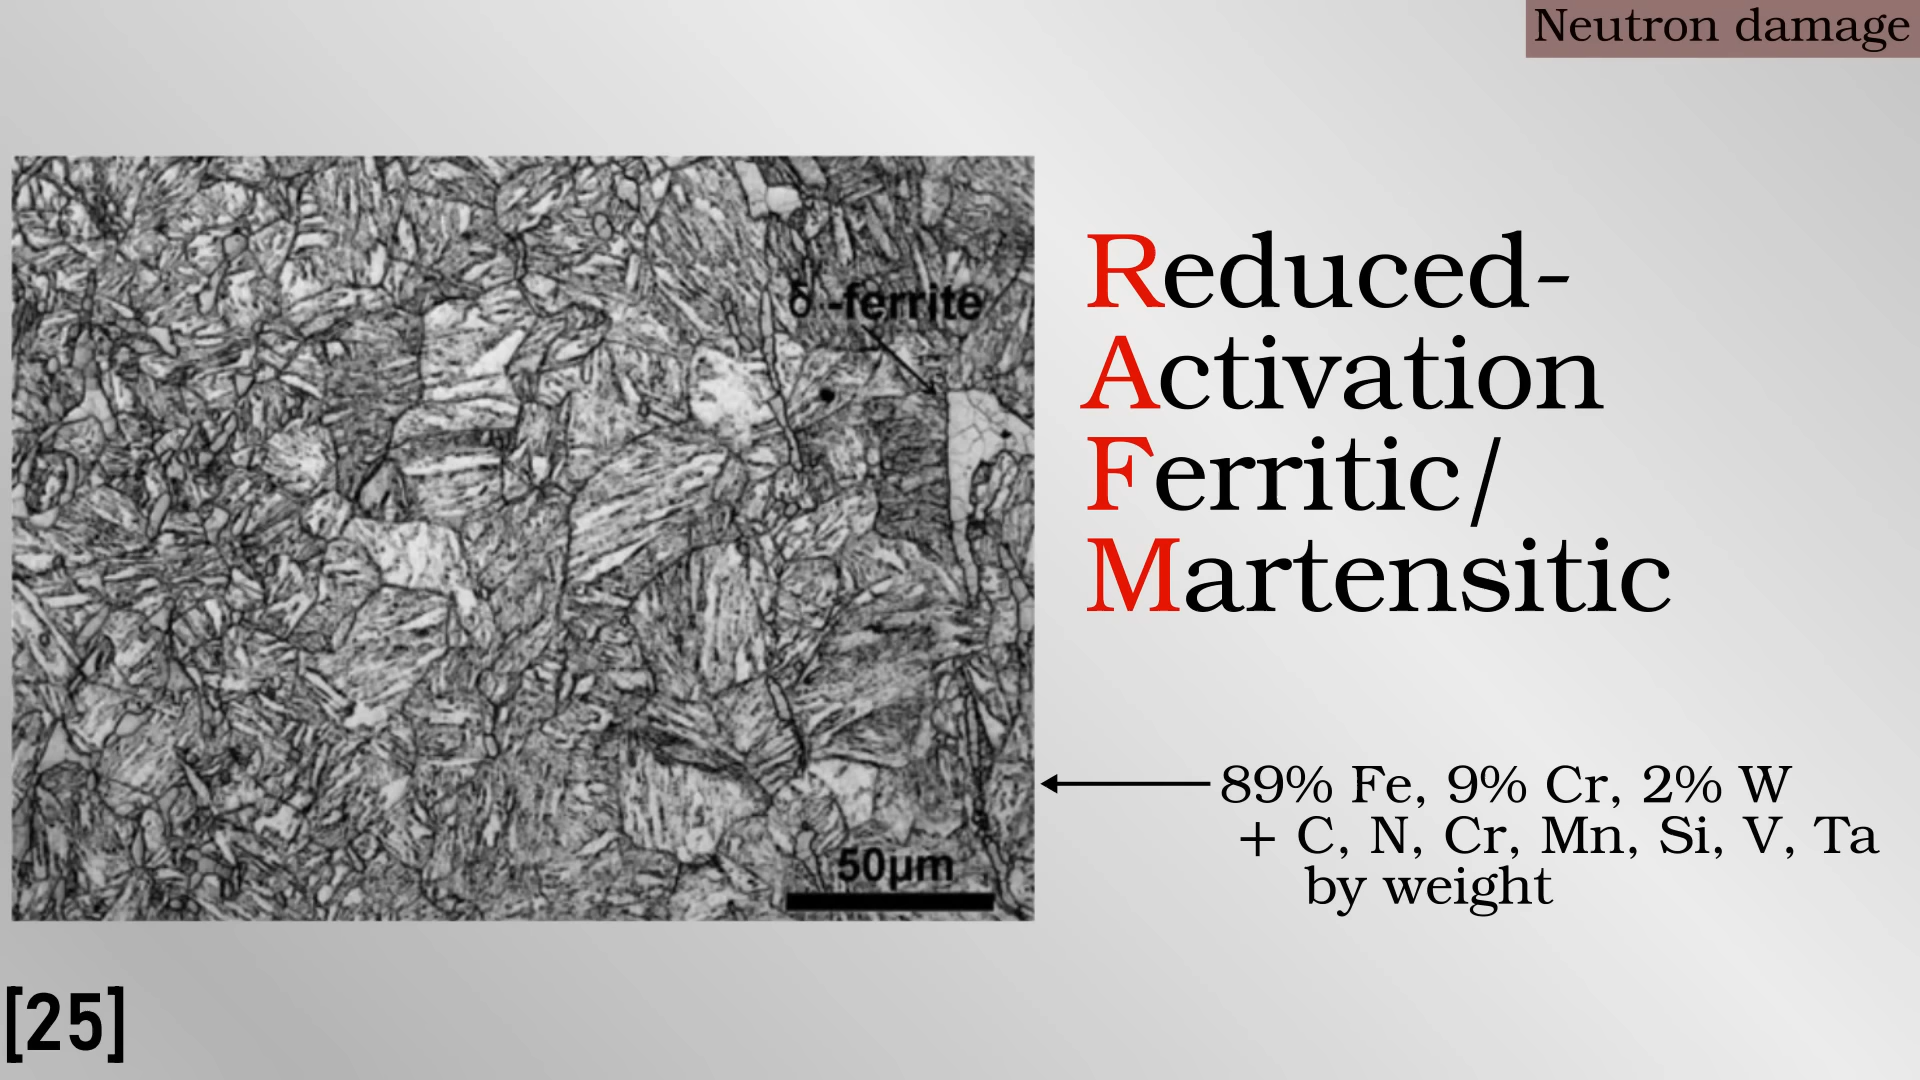 Neutron damage
δ -ferrite
Reduced-
Activation
Ferritic/
Martensitic
89% Fe, 9% Cr, 2% W
+ C, N, Cr, Mn, Si, V, Ta
by weight
50μm
[25]